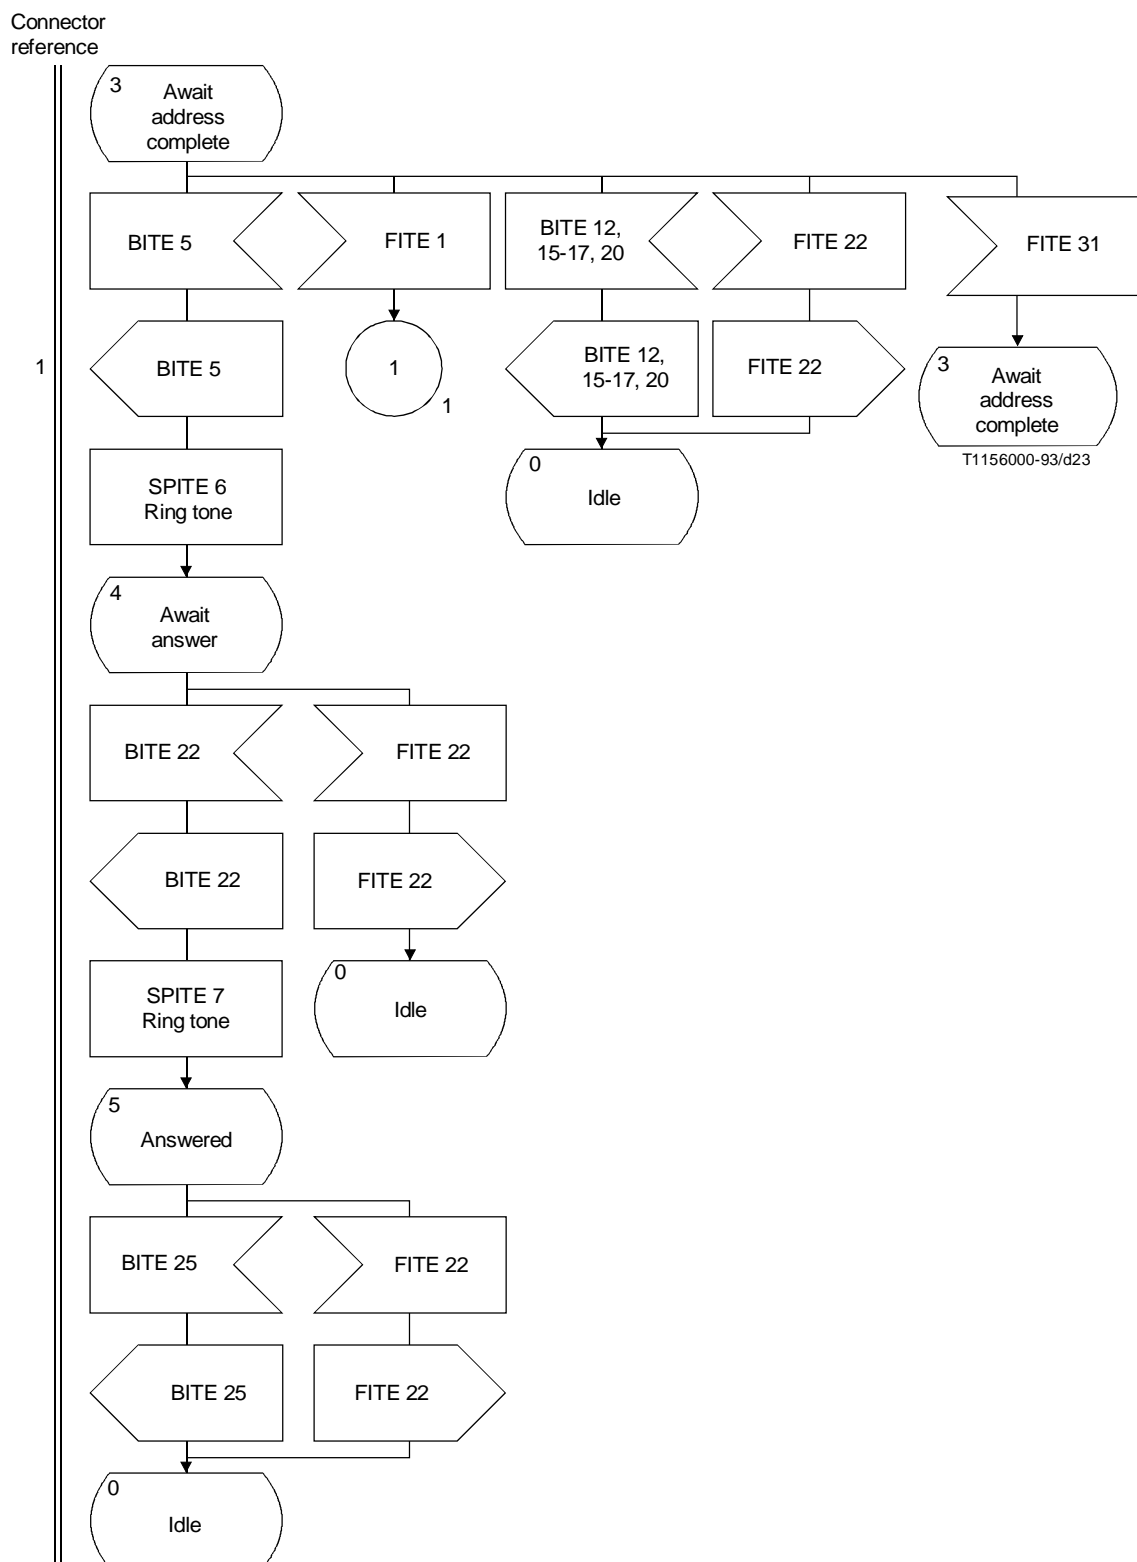 Connector
reference
3
Await
address
complete
BITE 5
FITE 1
BITE 12,
15-17, 20
FITE 22
FITE 31
1
BITE 5
1
1
BITE 12,
15-17, 20
FITE 22
3
Await
address
complete
T1156000-93/d23
SPITE 6
Ring tone
0
Idle
4
Await
answer
BITE 22
FITE 22
BITE 22
FITE 22
SPITE 7
Ring tone
0
Idle
5
Answered
BITE 25
FITE 22
BITE 25
FITE 22
0
Idle